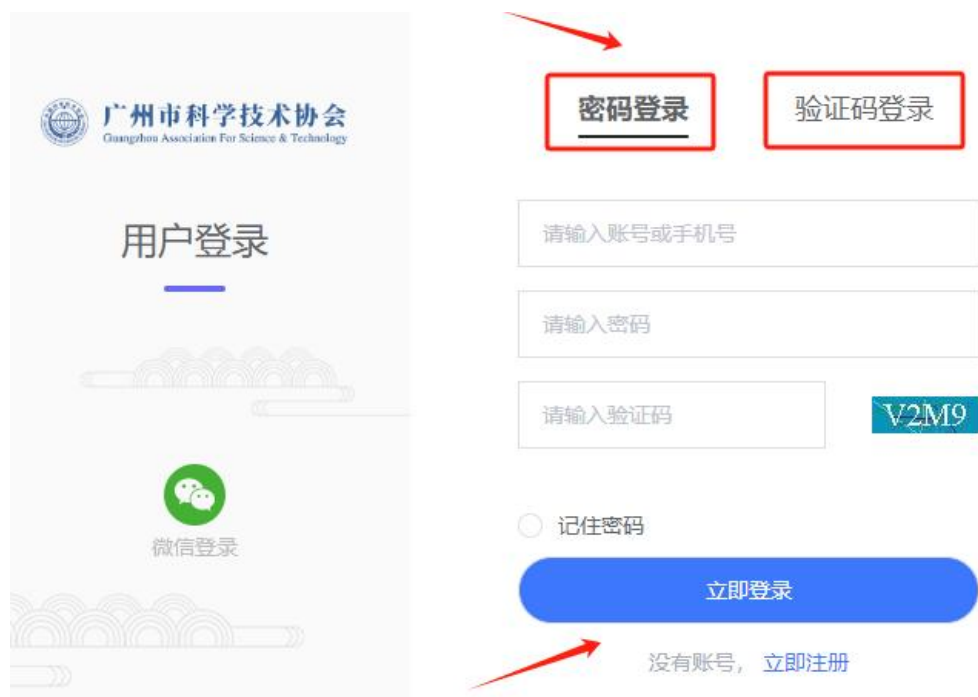 广州市科学技术协会
Guangzhou Association For Science & Technology
用户登录
微信登录
密码登录
验证码登录
请输入账号或手机号
请输入密码
请输入验证码
V2M9
记住密码
立即登录
没有账号，立即注册